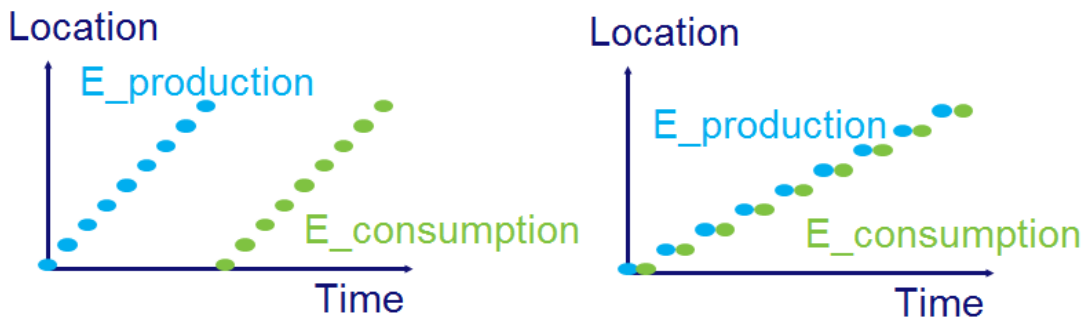 Location
E_production
E_consumption
Time
Location
E_production
E_consumption
Time